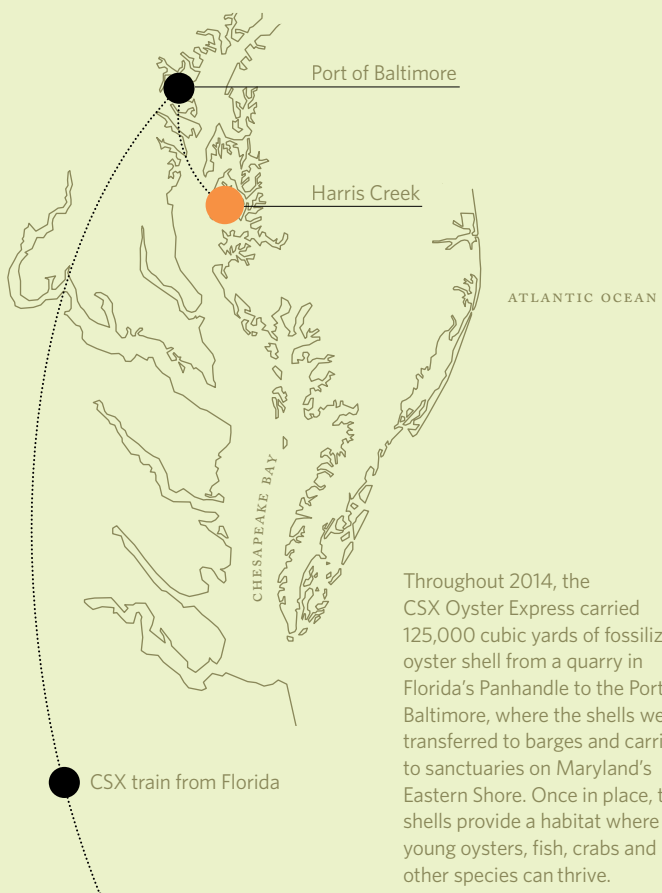 Port of Baltimore
Harris Creek
ATLANTIC OCEAN
CHESAPEAKE BAY
Throughout 2014, the
CSX Oyster Express carried
125,000 cubic yards of fossiliz
oyster shell from a quarry in
Florida's Panhandle to the Port
Baltimore, where the shells we
transferred to barges and carri
to sanctuaries on Maryland's
Eastern Shore. Once in place, t
shells provide a habitat where
young oysters, fish, crabs and
other species can thrive.
CSX train from Florida